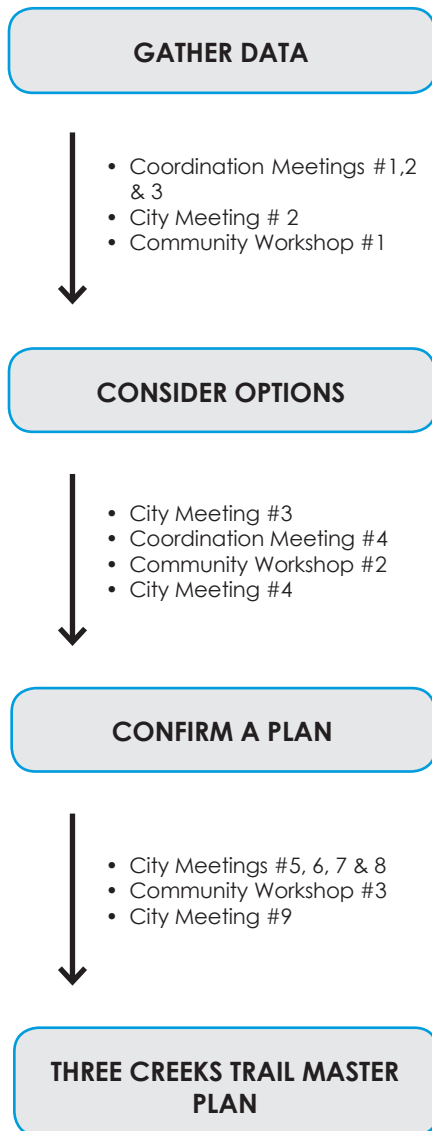 GATHER DATA
• Coordination Meetings #1,2
& 3
• City Meeting # 2
• Community Workshop #1
CONSIDER OPTIONS
• City Meeting #3
• Coordination Meeting #4
• Community Workshop #2
• City Meeting #4
CONFIRM A PLAN
• City Meetings #5, 6, 7 & 8
• Community Workshop #3
• City Meeting #9
THREE CREEKS TRAIL MASTER
PLAN